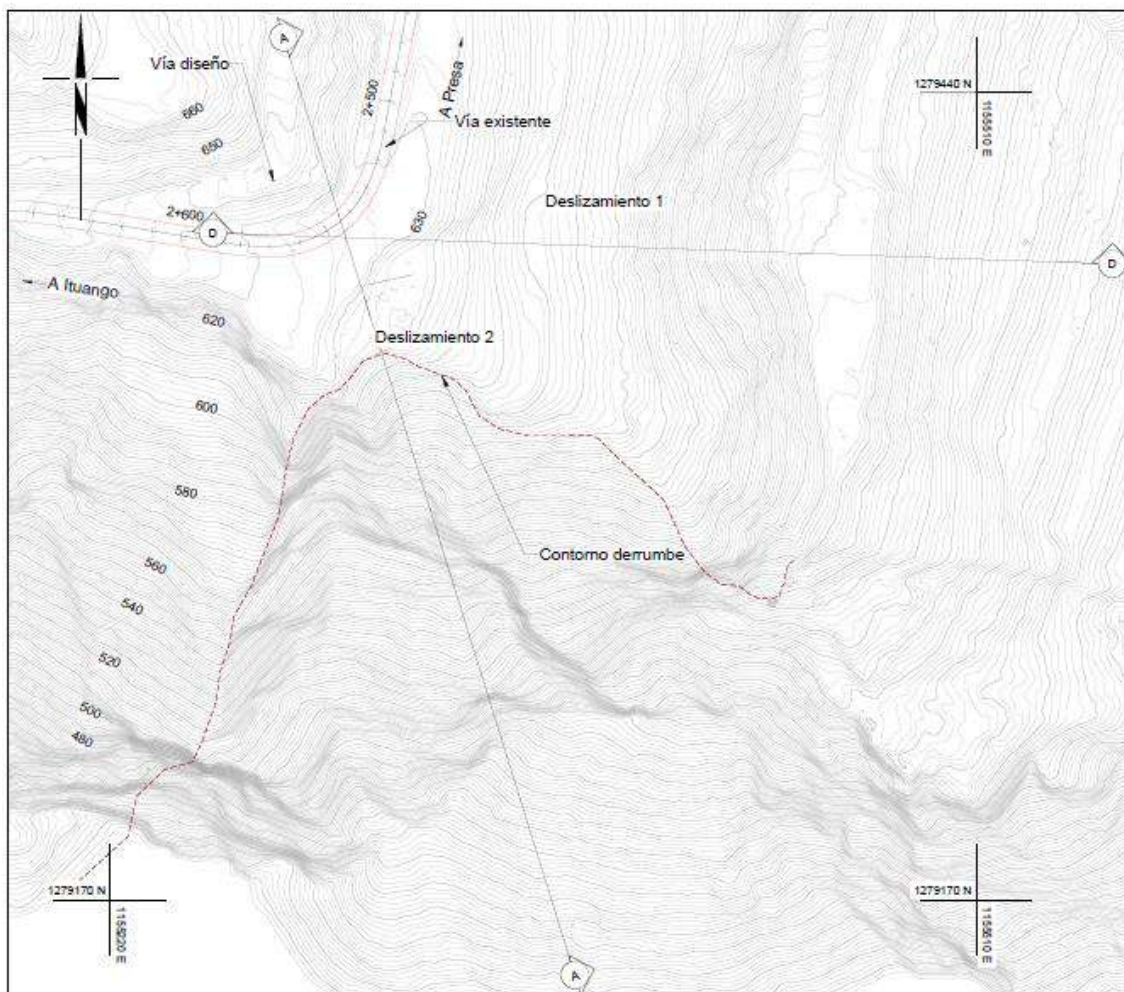 A
Vía diseño
2+500
A Presa
Vía existente
1279440 N
1155510 E
660
650
Deslizamiento 1
2+600
D
630
D
A Ituango
620
Deslizamiento 2
600
580
Contorno derrumbe
560
540
520
500
480
1279170 N
1155220 E
A
1279170 N
1155510 E